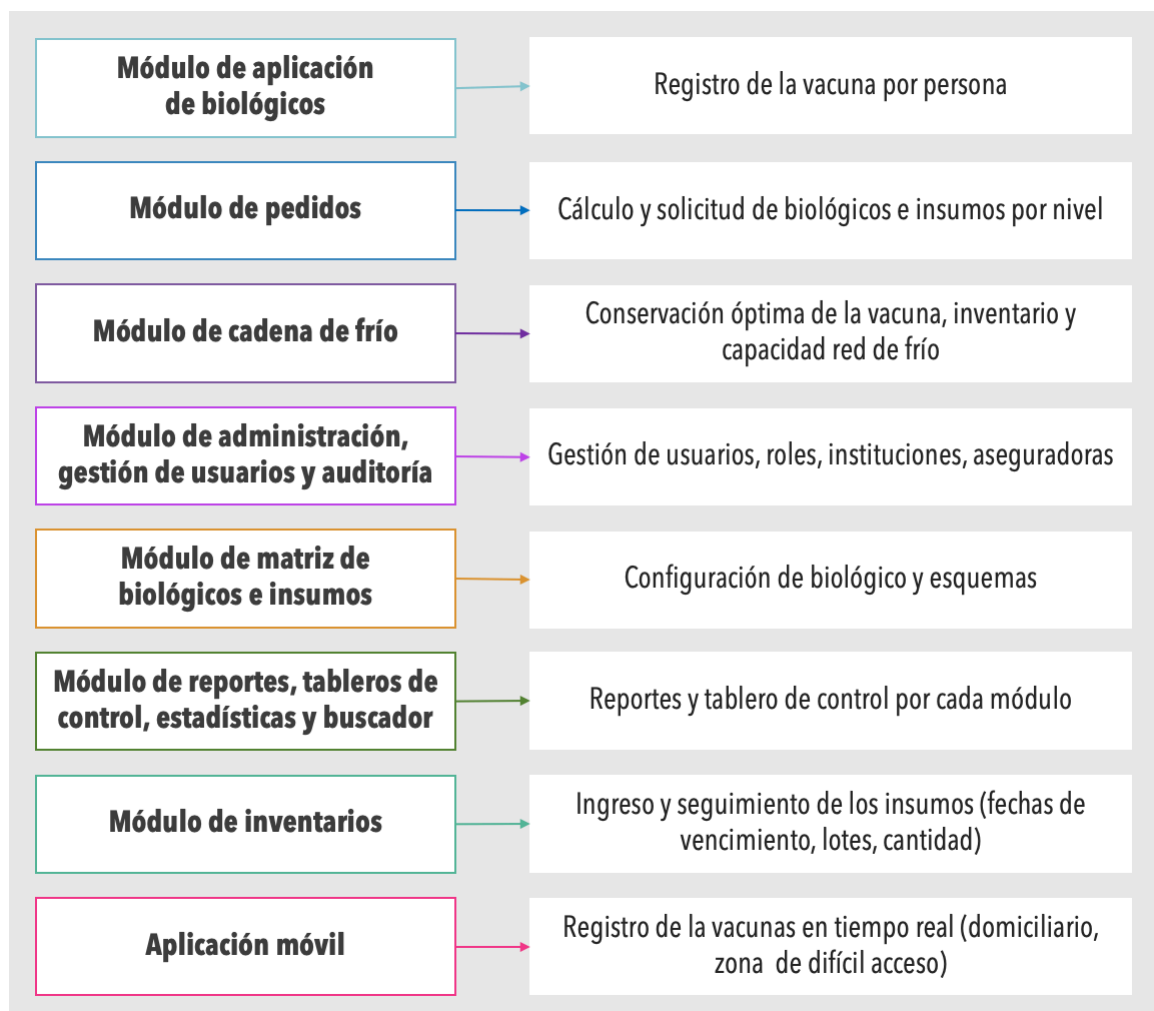 Módulo de aplicación
de biológicos
Registro de la vacuna por persona
Módulo de pedidos
Cálculo y solicitud de biológicos e insumos por nivel
Módulo de cadena de frío
Conservación óptima de la vacuna, inventario y
capacidad red de frío
Módulo de administración,
gestión de usuarios y auditoría
Gestión de usuarios, roles, instituciones, aseguradoras
Módulo de matriz de
biológicos e insumos
Configuración de biológico y esquemas
Módulo de reportes, tableros de
control, estadísticas y buscador
Reportes y tablero de control por cada módulo
Módulo de inventarios
Ingreso y seguimiento de los insumos (fechas de
vencimiento, lotes, cantidad)
Aplicación móvil
Registro de la vacunas en tiempo real (domiciliario,
zona  de difícil acceso)